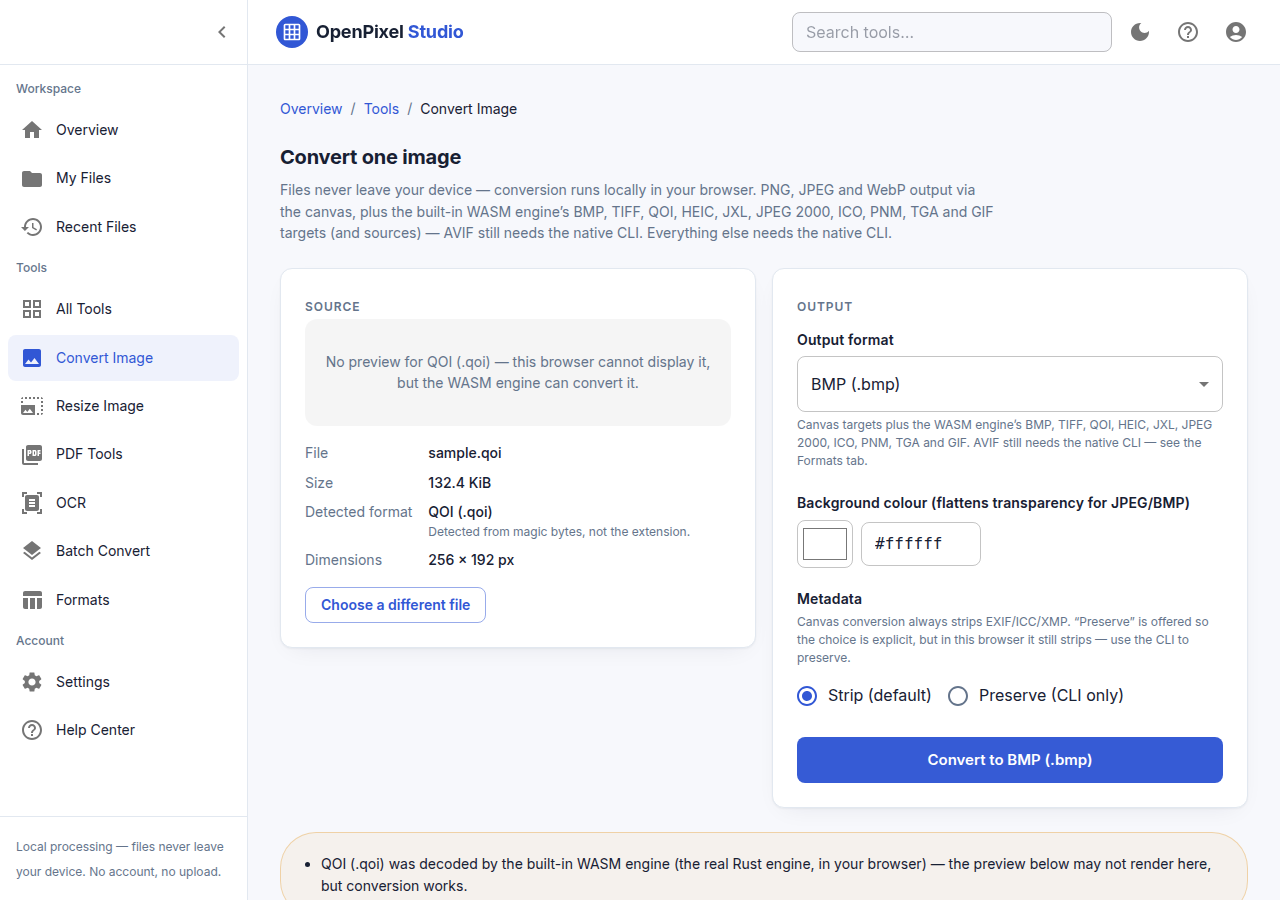 OpenPixel Studio
Search tools...
Workspace
Overview
My Files
Recent Files
Tools
All Tools
Convert Image
Resize Image
PDF Tools
OCR
Batch Convert
Formats
Account
Settings
Help Center
Local processing — files never leave
your device. No account, no upload.
Overview / Tools / Convert Image
Convert one image
Files never leave your device — conversion runs locally in your browser. PNG, JPEG and WebP output via
the canvas, plus the built-in WASM engine’s BMP, TIFF, QOI, HEIC, JXL, JPEG 2000, ICO, PNM, TGA and GIF
targets (and sources) — AVIF still needs the native CLI. Everything else needs the native CLI.
SOURCE
No preview for QOI (.qoi) — this browser cannot display it,
but the WASM engine can convert it.
File sample.qoi
Size 132.4 KiB
Detected format QOI (.qoi)
Detected from magic bytes, not the extension.
Dimensions 256 × 192 px
Choose a different file
OUTPUT
Output format
BMP (.bmp)
Canvas targets plus the WASM engine’s BMP, TIFF, QOI, HEIC, JXL, JPEG
2000, ICO, PNM, TGA and GIF. AVIF still needs the native CLI — see the
Formats tab.
Background colour (flattens transparency for JPEG/BMP)
#ffffff
Metadata
Canvas conversion always strips EXIF/ICC/XMP. “Preserve” is offered so
the choice is explicit, but in this browser it still strips — use the CLI to
preserve.
Strip (default) Preserve (CLI only)
Convert to BMP (.bmp)
• QOI (.qoi) was decoded by the built-in WASM engine (the real Rust engine, in your browser) — the preview below may not render here,
but conversion works.